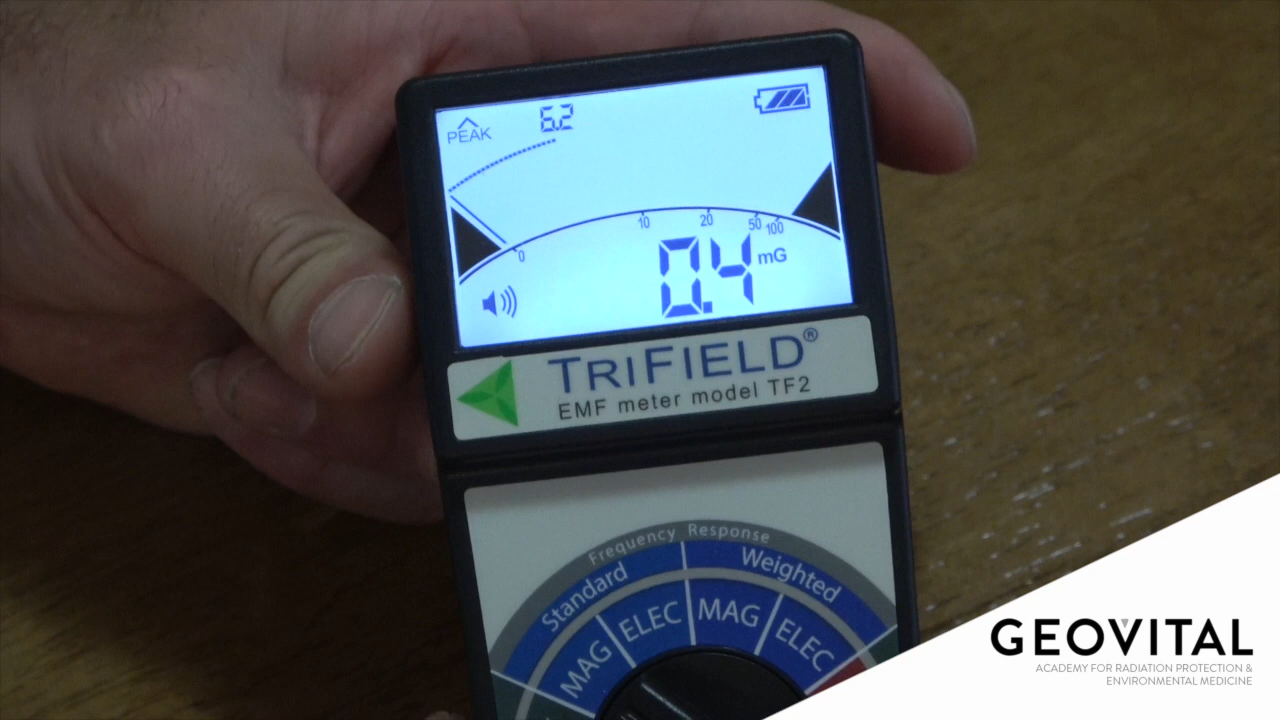 PEAK
6.2
0
10
20
50
100
0.4 mG
TRIFIELD®
EMF meter model TF2
Frequency Response
Standard
Weighted
MAG
ELEC
MAG
ELEC
GEOVITAL
ACADEMY FOR RADIATION PROTECTION &
ENVIRONMENTAL MEDICINE